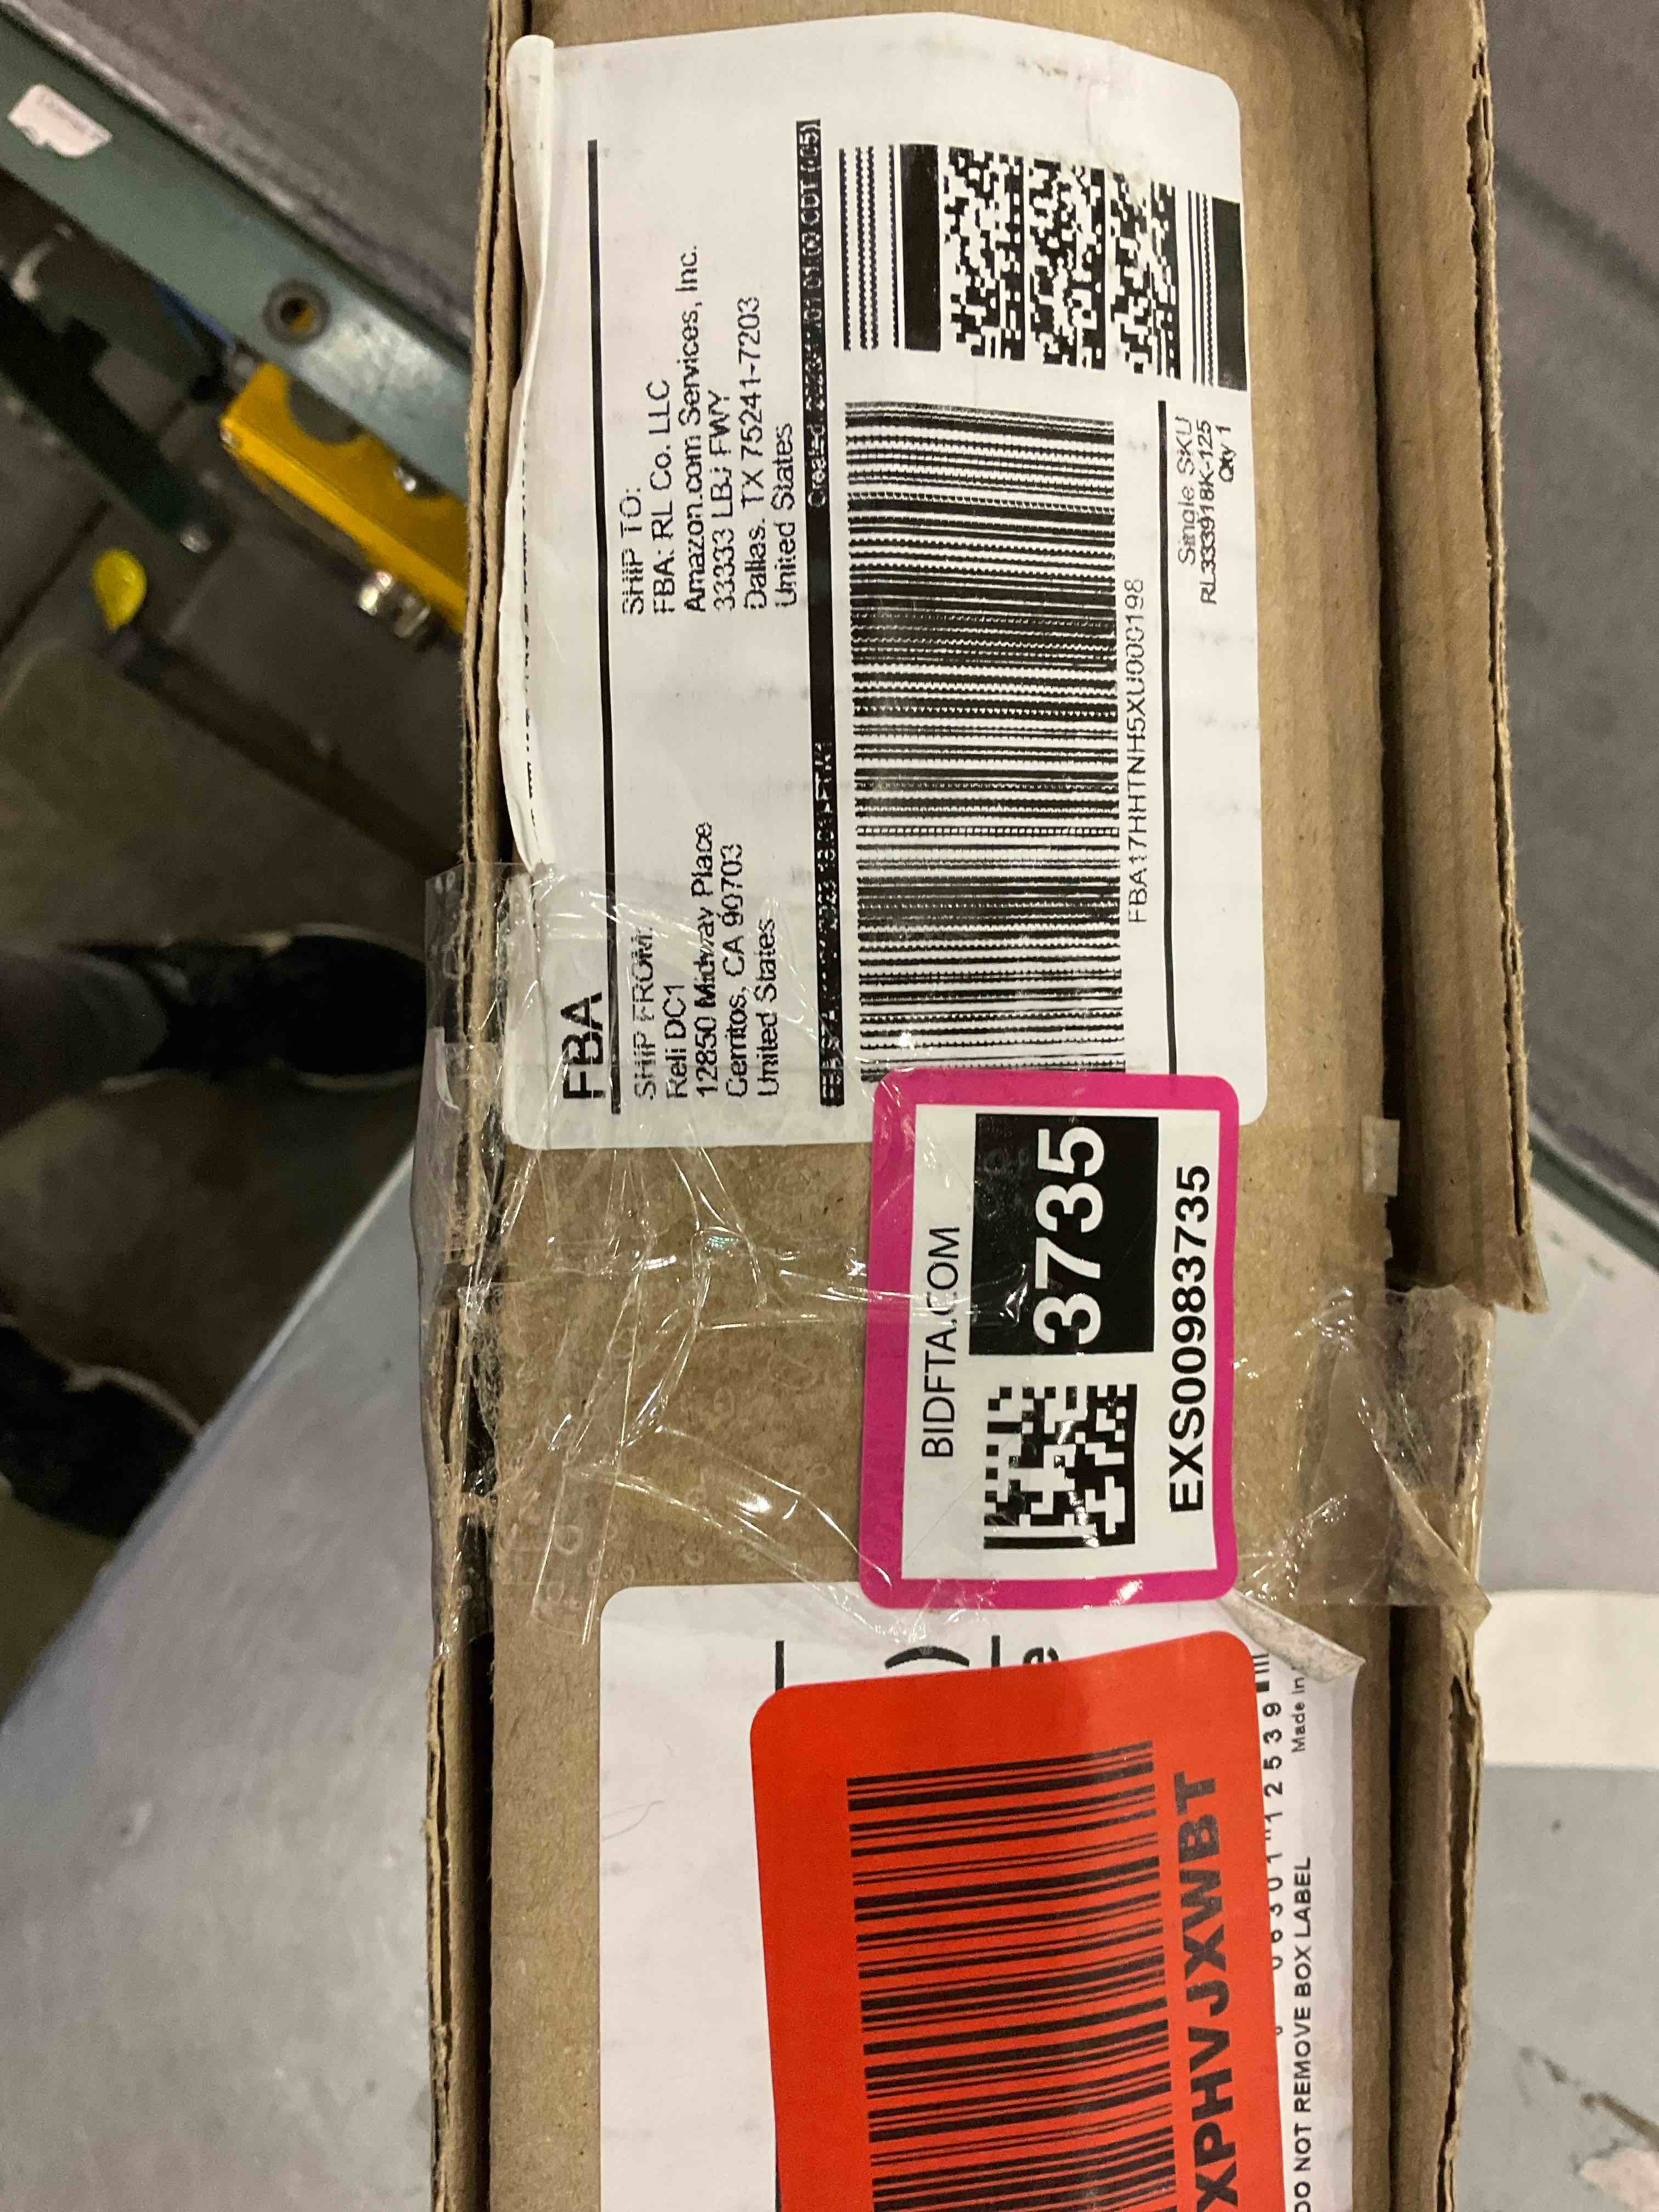 FBA
SHIP FROM:
Reli DC1
12850 Midway Place
Cerritos, CA 90703
United States
SHIP TO:
FBA: RL Co. LLC
Amazon.com Services, Inc.
33333 LBJ FWY
Dallas, TX 75241-7203
United States
Created:
FBA17HHTNH5XU000198
Single SKU
RL333918K-125
Qty 1
BIDFTA.COM
3735
EXS00983735
XPHVJXWBT
12539
Made in
DO NOT REMOVE BOX LABEL